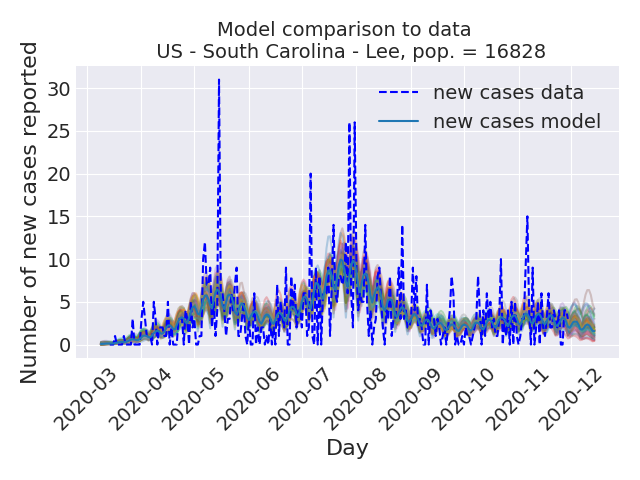 Model comparison to data
US - South Carolina - Lee, pop. = 16828
Number of new cases reported
30
25
20
15
10
5
0
new cases data
new cases model
2020-03
2020-04
2020-05
2020-06
2020-07
2020-08
2020-09
2020-10
2020-11
2020-12
Day